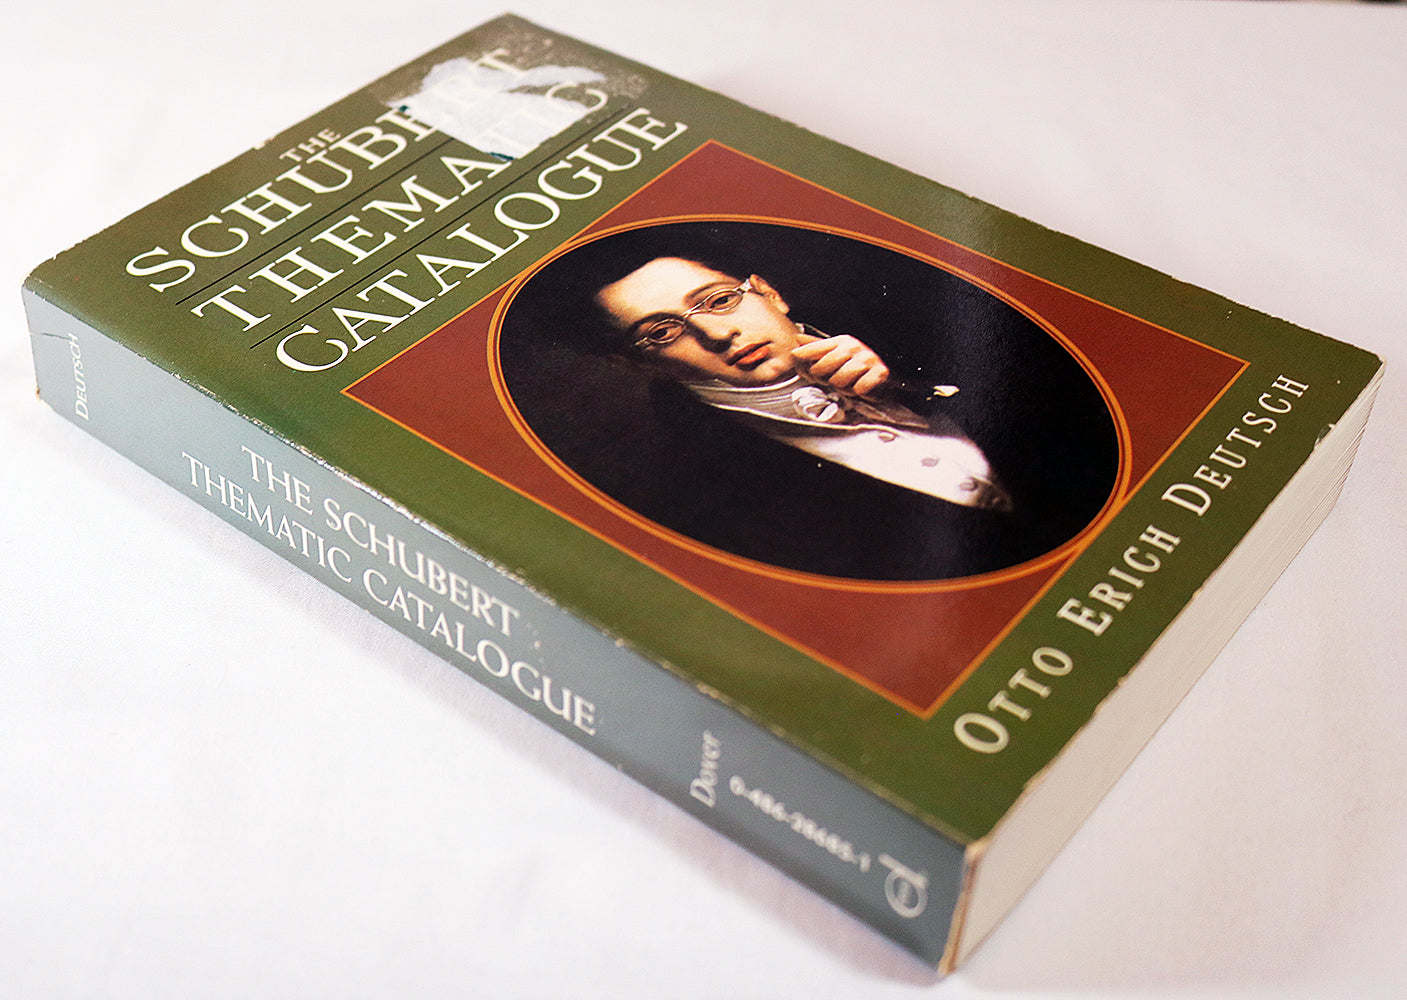 THE
SCHUBERT
THEMATIC
CATALOGUE
OTTO ERICH DEUTSCH
DEUTSCH
THE SCHUBERT
THEMATIC CATALOGUE
Dover
0-486-28685-1